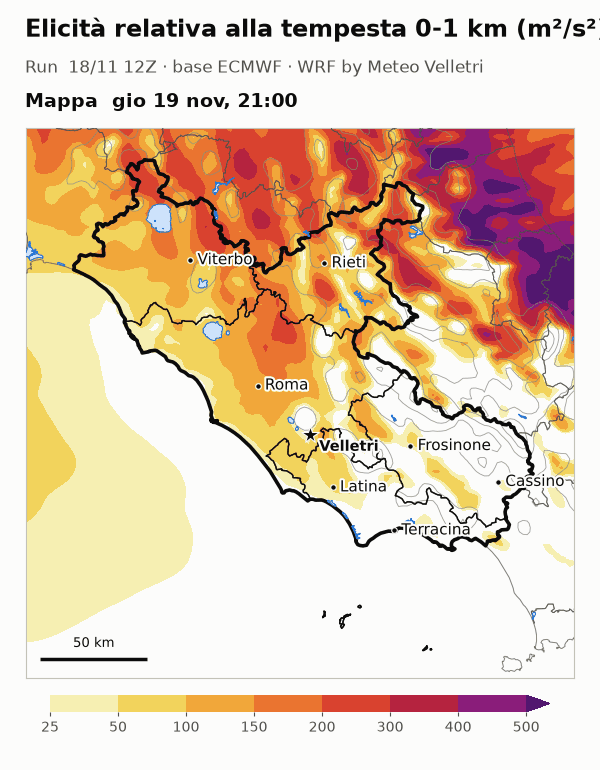 Elicità relativa alla tempesta 0-1 km (m²/s²)
Run  18/11 12Z · base ECMWF · WRF by Meteo Velletri
Mappa  gio 19 nov, 21:00
Viterbo
Rieti
Roma
Velletri
Frosinone
Latina
Cassino
Terracina
50 km
25 50 100 150 200 300 400 500